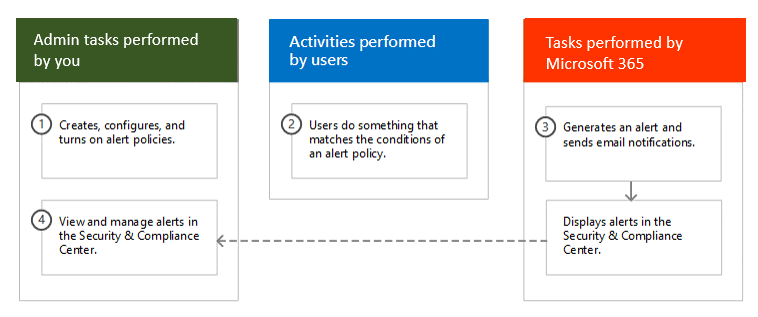 Admin tasks performed
by you
Activities performed
by users
Tasks performed by
Microsoft 365
1
Creates, configures, and
turns on alert policies.
2
Users do something that
matches the conditions of
an alert policy.
3
Generates an alert and
sends email notifications.
4
View and manage alerts in
the Security & Compliance
Center.
Displays alerts in the
Security & Compliance
Center.